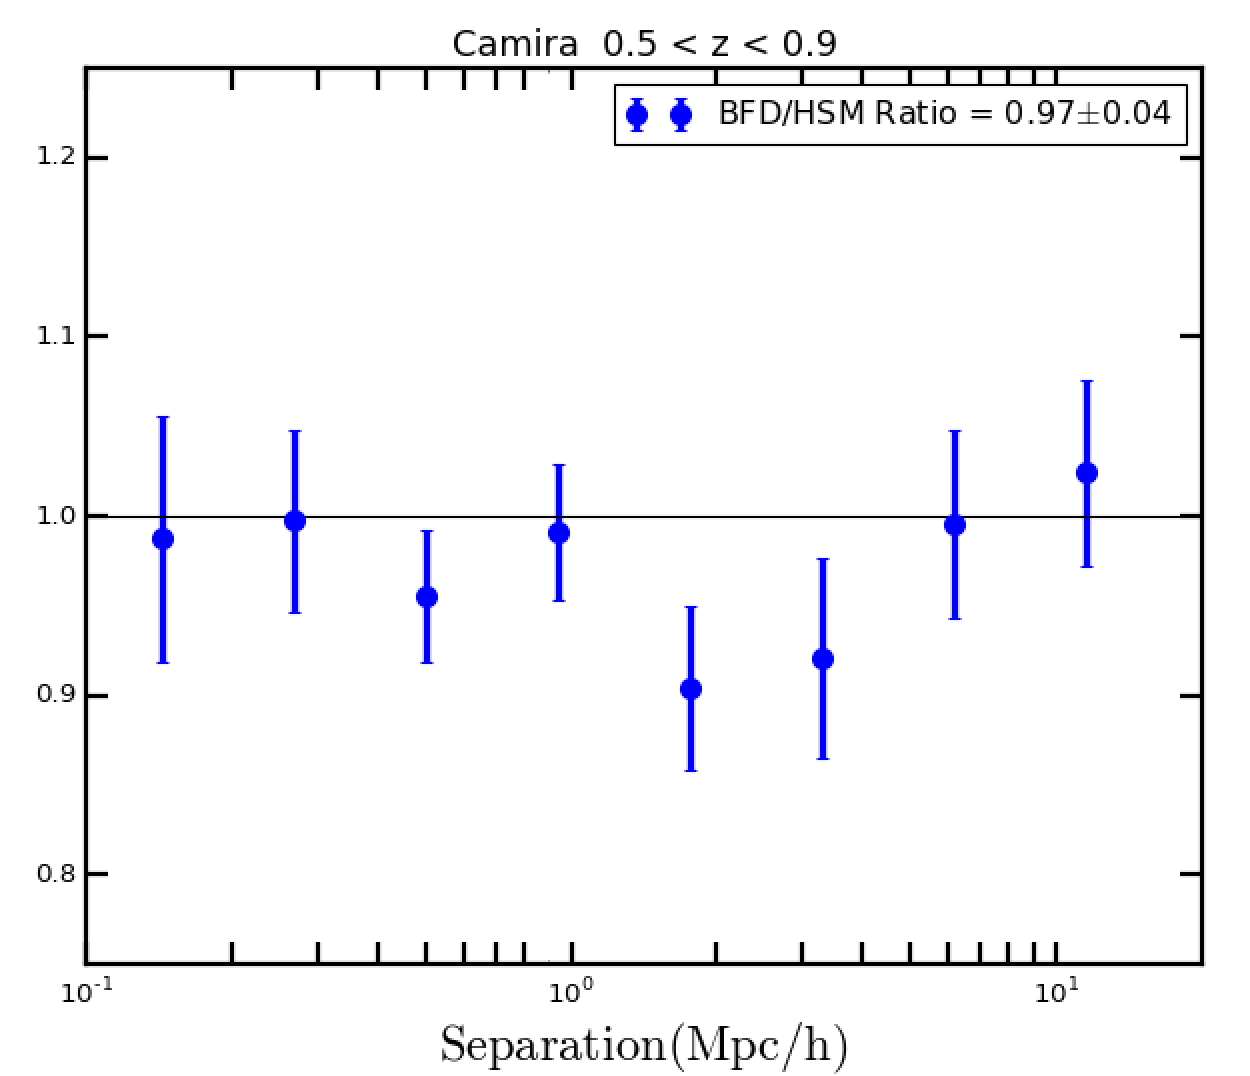 Camira  0.5 < z < 0.9
BFD/HSM Ratio = 0.97±0.04
1.2
1.1
1.0
0.9
0.8
10⁻¹ 10⁰ 10¹
Separation(Mpc/h)